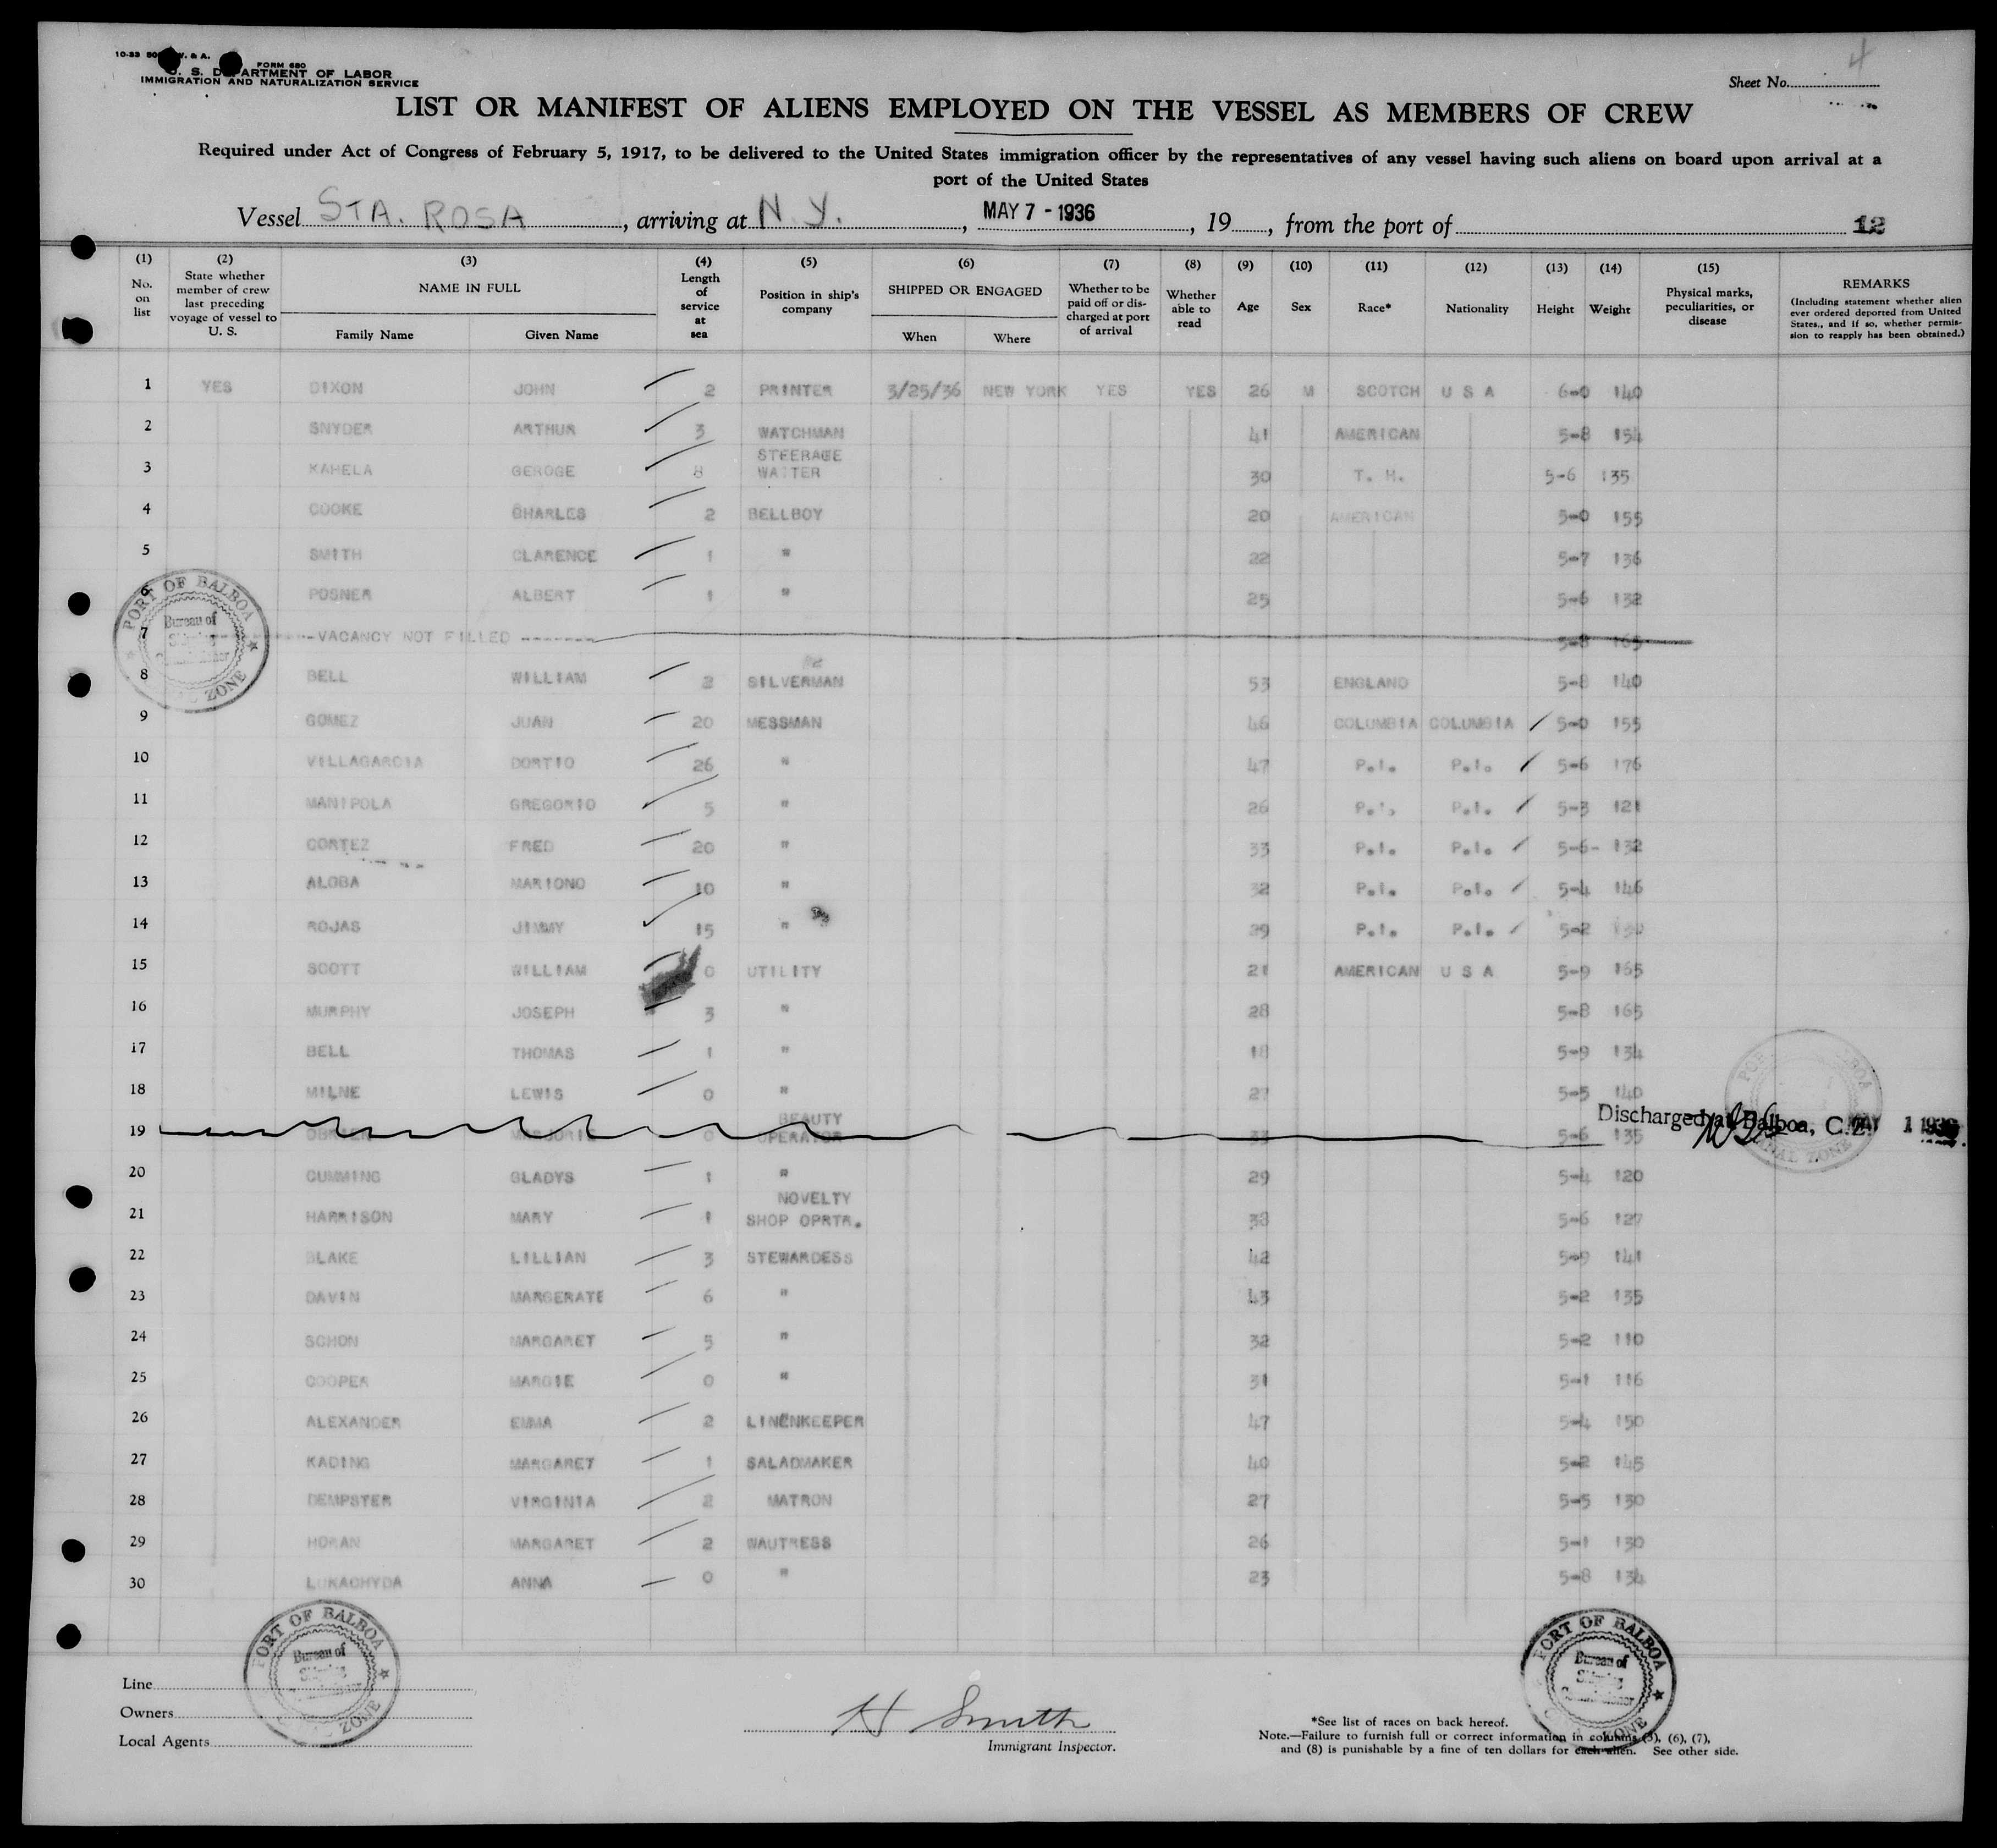 FORM 680
U. S. DEPARTMENT OF LABOR
IMMIGRATION AND NATURALIZATION SERVICE
Sheet No. 4
LIST OR MANIFEST OF ALIENS EMPLOYED ON THE VESSEL AS MEMBERS OF CREW
Required under Act of Congress of February 5, 1917, to be delivered to the United States immigration officer by the representatives of any vessel having such aliens on board upon arrival at a
port of the United States
Vessel STA. ROSA, arriving at N.Y., MAY 7 - 1936, 19, from the port of 12
(1) No. on list (2) State whether member of crew last preceding voyage of vessel to U. S. (3) NAME IN FULL Family Name Given Name (4) Length of service at sea (5) Position in ship's company (6) SHIPPED OR ENGAGED When Where (7) Whether to be paid off or discharged at port of arrival (8) Whether able to read (9) Age (10) Sex (11) Race* (12) Nationality (13) Height (14) Weight (15) Physical marks, peculiarities, or disease REMARKS (Including statement whether alien ever ordered deported from United States, and if so, whether permission to reapply has been obtained.)
1 YES DIXON JOHN 2 PRINTER 3/25/36 NEW YORK YES YES 26 M SCOTCH U S A 6-0 140
2 SNYDER ARTHUR 3 WATCHMAN 41 AMERICAN 5-8 154
3 KAHELA GEROGE 8 STEERAGE WAITER 30 T. H. 5-6 135
4 COOKE CHARLES 2 BELLBOY 20 AMERICAN 5-0 155
5 SMITH CLARENCE 1 " 22 5-7 136
6 POSNER ALBERT 1 " 25 5-6 132
7 VACANCY NOT FILLED ------- 5-8 165
8 BELL WILLIAM 2 SILVERMAN 53 ENGLAND 5-8 140
9 GOMEZ JUAN 20 MESSMAN 46 COLUMBIA COLUMBIA 5-0 155
10 VILLAGARCIA DORTIO 26 " 47 P.I. P.I. 5-6 176
11 MANIPOLA GREGORIO 5 " 26 P.I. P.I. 5-3 121
12 CORTEZ FRED 20 " 33 P.I. P.I. 5-6- 132
13 ALOBA MARIONO 10 " 32 P.I. P.I. 5-4 146
14 ROJAS JIMMY 15 " 29 P.I. P.I. 5-2
15 SCOTT WILLIAM 0 UTILITY 21 AMERICAN U S A 5-9 165
16 MURPHY JOSEPH 3 " 28 5-8 165
17 BELL THOMAS 1 " 18 5-9 134
18 MILNE LEWIS 0 " 27 5-5 140
19 MARJORIE 0 BEAUTY OPERATOR 33 5-6 135 Discharged at Balboa, C.Z. MAY 1 1936
20 CUMMING GLADYS 1 " 29 5-4 120
21 HARRISON MARY 1 NOVELTY SHOP OPRTR. 38 5-6 127
22 BLAKE LILLIAN 3 STEWARDESS 42 5-9 141
23 DAVIN MARGERATE 6 " 43 5-2 135
24 SCHON MARGARET 5 " 32 5-2 110
25 COOPER MARGIE 0 " 31 5-1 116
26 ALEXANDER EMMA 2 LINENKEEPER 47 5-4 150
27 KADING MARGARET 1 SALADMAKER 40 5-2 145
28 DEMPSTER VIRGINIA 2 MATRON 27 5-5 130
29 HORAN MARGARET 2 WAUTRESS 26 5-1 130
30 LUKACHYDA ANNA 0 " 23 5-8 134
PORT OF BALBOA
Bureau of
ZONE
Line
Owners
Local Agents
H Smith
Immigrant Inspector.
PORT OF BALBOA
Bureau of
ZONE
*See list of races on back hereof.
Note.—Failure to furnish full or correct information in columns (5), (6), (7),
and (8) is punishable by a fine of ten dollars for each alien. See other side.